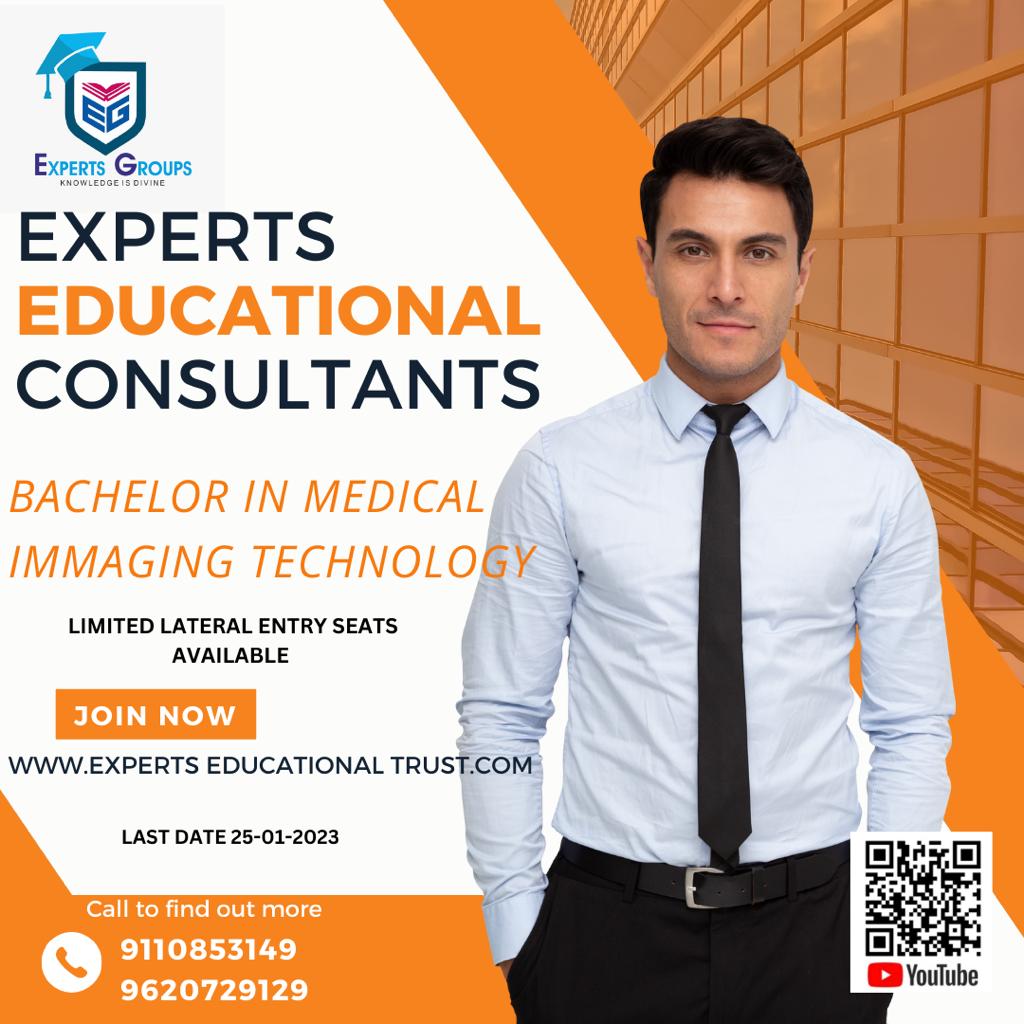 EG
EXPERTS GROUPS
KNOWLEDGE IS DIVINE
EXPERTS
EDUCATIONAL
CONSULTANTS
BACHELOR IN MEDICAL
IMMAGING TECHNOLOGY
LIMITED LATERAL ENTRY SEATS
AVAILABLE
JOIN NOW
WWW.EXPERTS EDUCATIONAL TRUST.COM
LAST DATE 25-01-2023
Call to find out more
9110853149
9620729129
YouTube